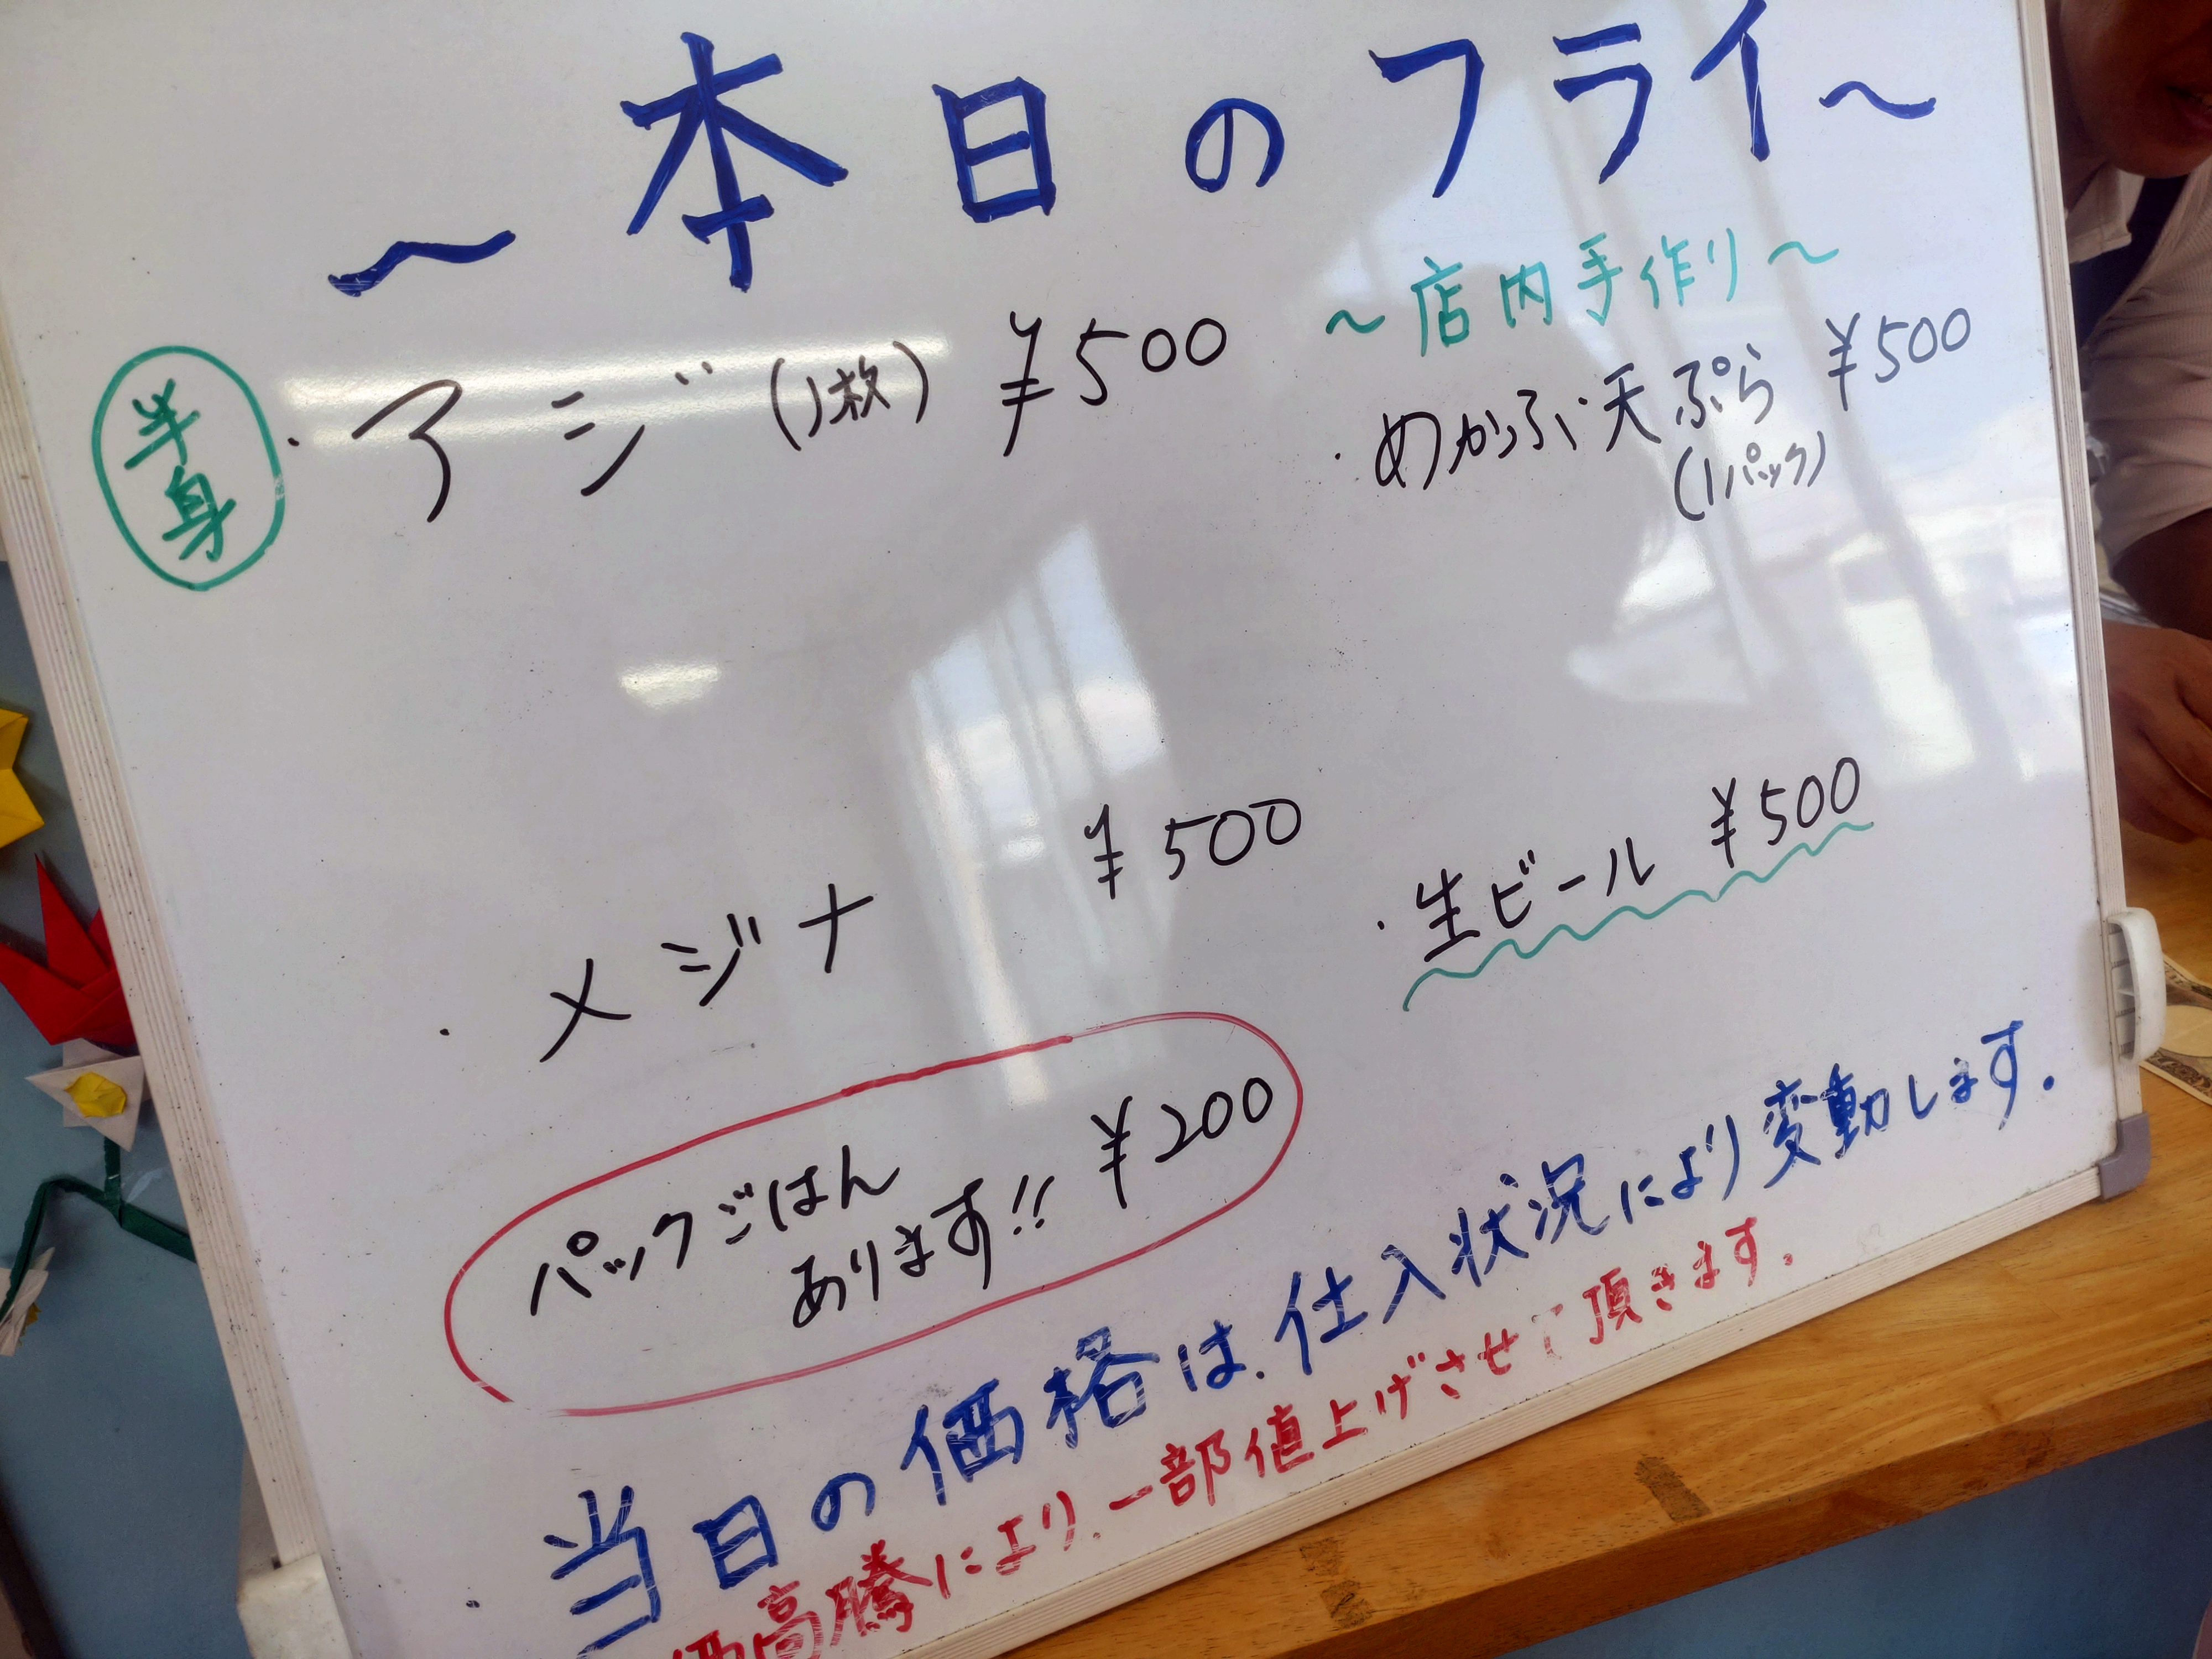 ~本日のフライ~
半身
・アジ(1枚) ¥500
~店内手作り~
・めかぶ天ぷら ¥500
(1パック)
・メジナ ¥500
・生ビール ¥500
パックごはん
あります!! ¥200
当日の価格は、仕入状況により変動します。
価高騰により、一部値上げさせて頂きます。